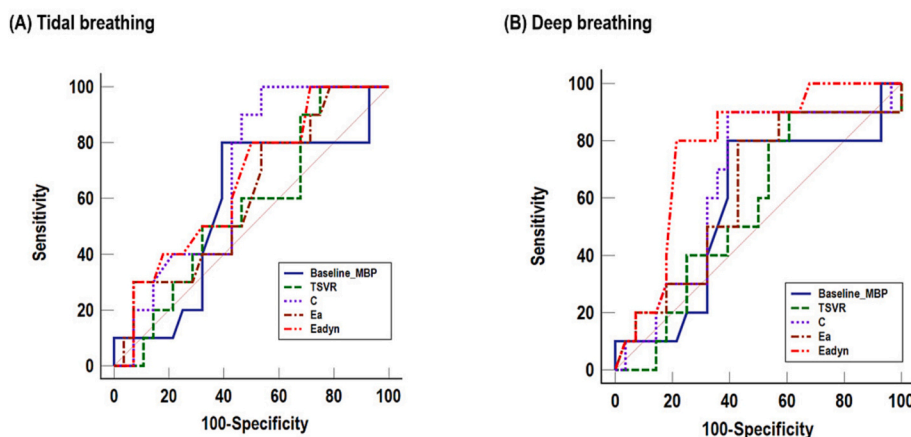 (A) Tidal breathing
(B) Deep breathing
100
80
60
40
20
0
Sensitivity
Baseline_MBP
TSVR
C
Ea
Eadyn
0 20 40 60 80 100
100-Specificity
100
80
60
40
20
0
Sensitivity
Baseline_MBP
TSVR
C
Ea
Eadyn
0 20 40 60 80 100
100-Specificity